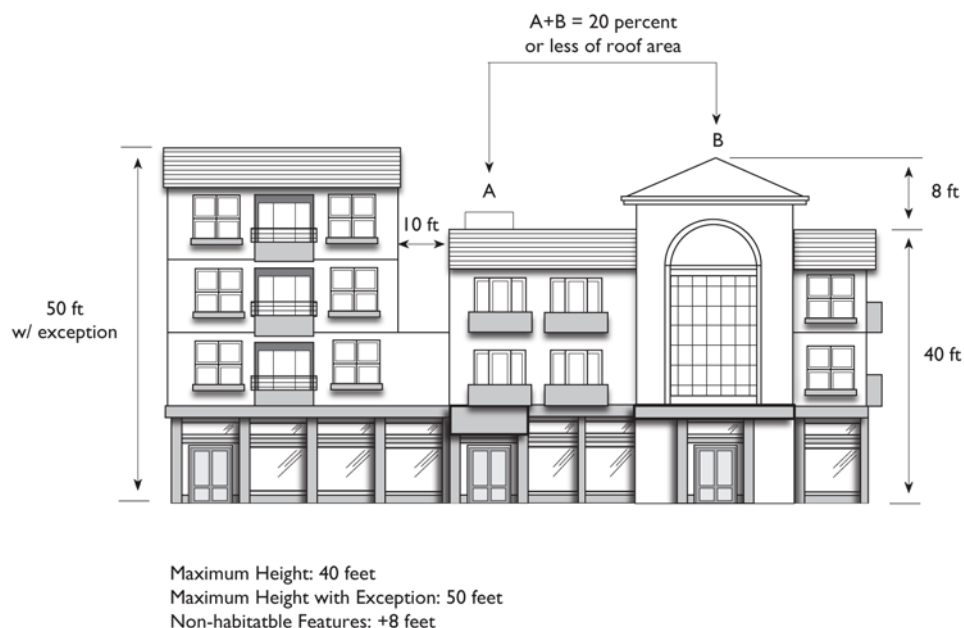 A+B = 20 percent
or less of roof area
B
A
8 ft
10 ft
50 ft
w/ exception
40 ft
Maximum Height: 40 feet
Maximum Height with Exception: 50 feet
Non-habitatble Features: +8 feet